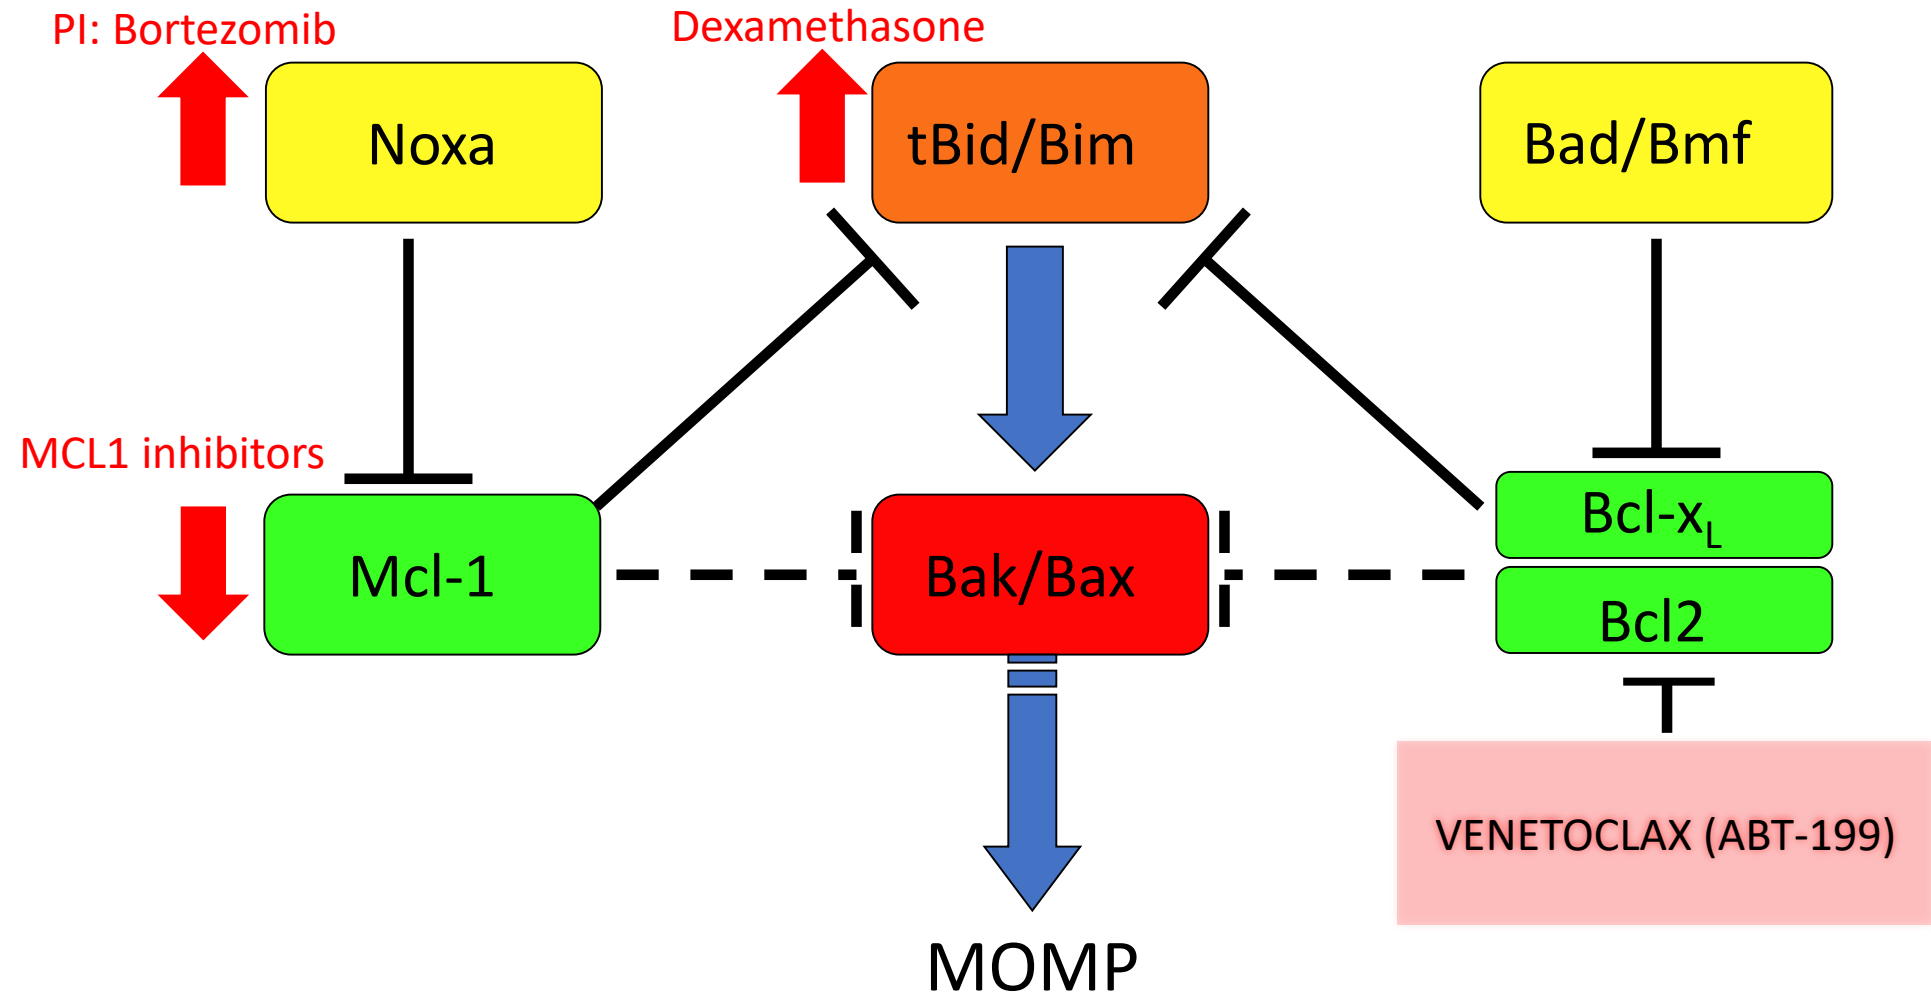 PI: Bortezomib
Dexamethasone
Noxa
tBid/Bim
Bad/Bmf
MCL1 inhibitors
Mcl-1
Bak/Bax
Bcl-xL
Bcl2
VENETOCLAX (ABT-199)
MOMP